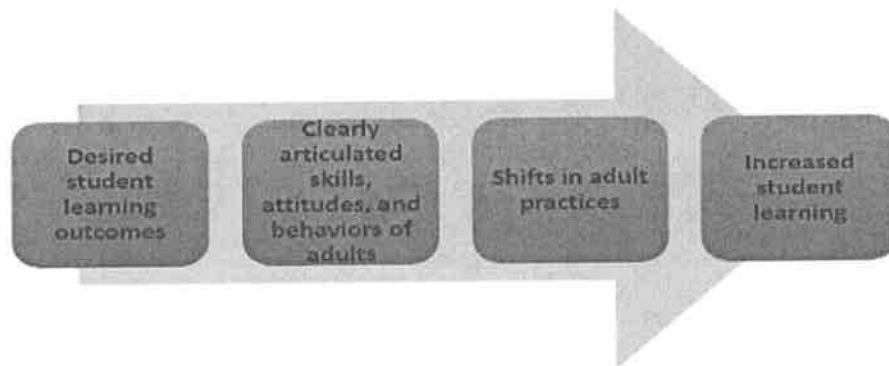 Desired
student
learning
outcomes
Clearly
articulated
skills,
attitudes, and
behaviors of
adults
Shifts in adult
practices
Increased
student
learning